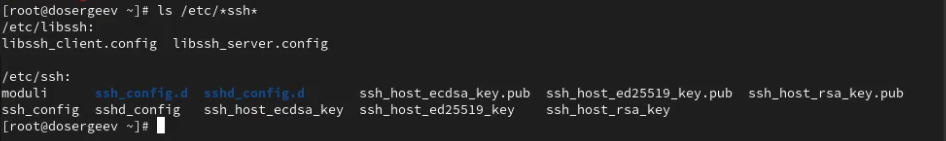 [root@dosergeev ~]# ls /etc/*ssh*
/etc/libssh:
libssh_client.config  libssh_server.config

/etc/ssh:
moduli      ssh_config.d  sshd_config.d       ssh_host_ecdsa_key.pub  ssh_host_ed25519_key.pub  ssh_host_rsa_key.pub
ssh_config  sshd_config   ssh_host_ecdsa_key  ssh_host_ed25519_key    ssh_host_rsa_key
[root@dosergeev ~]#